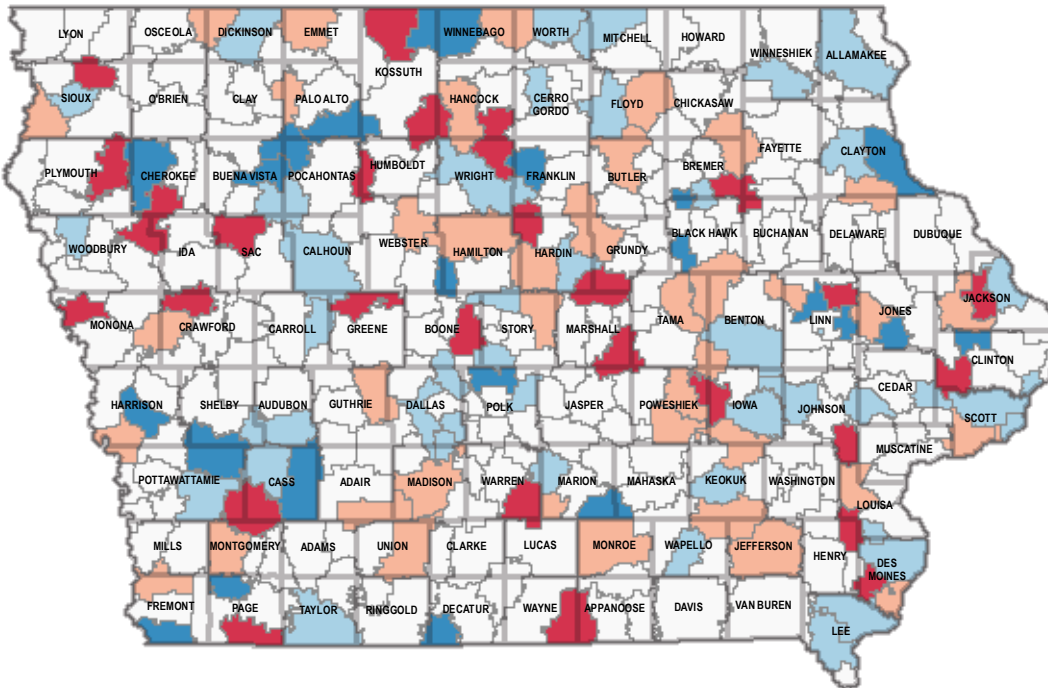 LYON
OSCEOLA
DICKINSON
EMMET
WINNEBAGO
WORTH
MITCHELL
HOWARD
WINNESHIEK
ALLAMAKEE
KOSSUTH
SIOUX
O'BRIEN
CLAY
PALO ALTO
HANCOCK
CERRO
GORDO
FLOYD
CHICKASAW
PLYMOUTH
CHEROKEE
BUENA VISTA
POCAHONTAS
HUMBOLDT
WRIGHT
FRANKLIN
BUTLER
BREMER
FAYETTE
CLAYTON
WOODBURY
IDA
SAC
CALHOUN
WEBSTER
HAMILTON
HARDIN
GRUNDY
BLACK HAWK
BUCHANAN
DELAWARE
DUBUQUE
MONONA
CRAWFORD
CARROLL
GREENE
BOONE
STORY
MARSHALL
TAMA
BENTON
LINN
JONES
JACKSON
CLINTON
HARRISON
SHELBY
AUDUBON
GUTHRIE
DALLAS
POLK
JASPER
POWESHIEK
IOWA
JOHNSON
CEDAR
SCOTT
MUSCATINE
POTTAWATTAMIE
CASS
ADAIR
MADISON
WARREN
MARION
MAHASKA
KEOKUK
WASHINGTON
LOUISA
MILLS
MONTGOMERY
ADAMS
UNION
CLARKE
LUCAS
MONROE
WAPELLO
JEFFERSON
HENRY
DES
MOINES
FREMONT
PAGE
TAYLOR
RINGGOLD
DECATUR
WAYNE
APPANOOSE
DAVIS
VAN BUREN
LEE